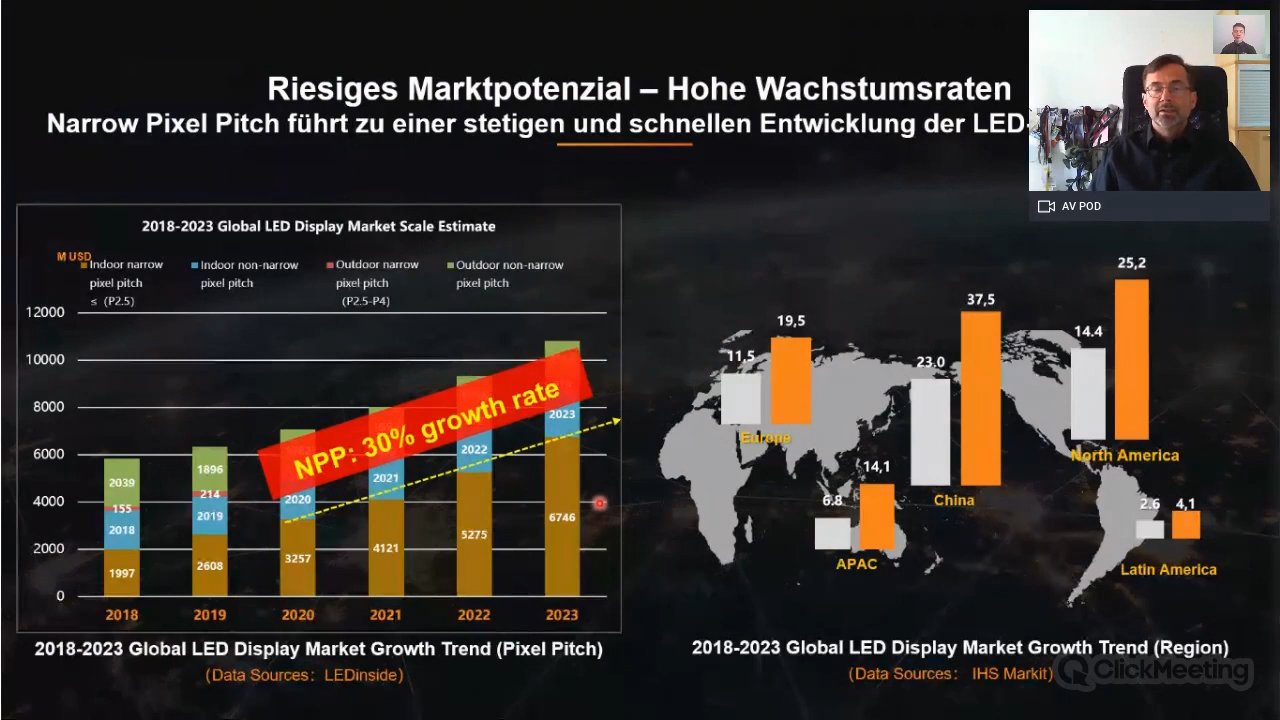 Riesiges Marktpotenzial – Hohe Wachstumsraten
Narrow Pixel Pitch führt zu einer stetigen und schnellen Entwicklung der LED-
AV POD
2018-2023 Global LED Display Market Scale Estimate
M USD
Indoor narrow pixel pitch ≤ (P2.5)
Indoor non-narrow pixel pitch
Outdoor narrow pixel pitch (P2.5-P4)
Outdoor non-narrow pixel pitch
12000
10000
8000
6000
4000
2000
0
2039
155
2018
1997
1896
214
2019
2608
2020
3257
2021
4121
2022
5275
2023
6746
NPP: 30% growth rate
2018 2019 2020 2021 2022 2023
2018-2023 Global LED Display Market Growth Trend (Pixel Pitch)
(Data Sources: LEDinside)
11,5 19,5
Europe
6.8 14,1
APAC
23.0 37,5
China
14.4 25,2
North America
2.6 4,1
Latin America
2018-2023 Global LED Display Market Growth Trend (Region)
(Data Sources: IHS Markit)
ClickMeeting